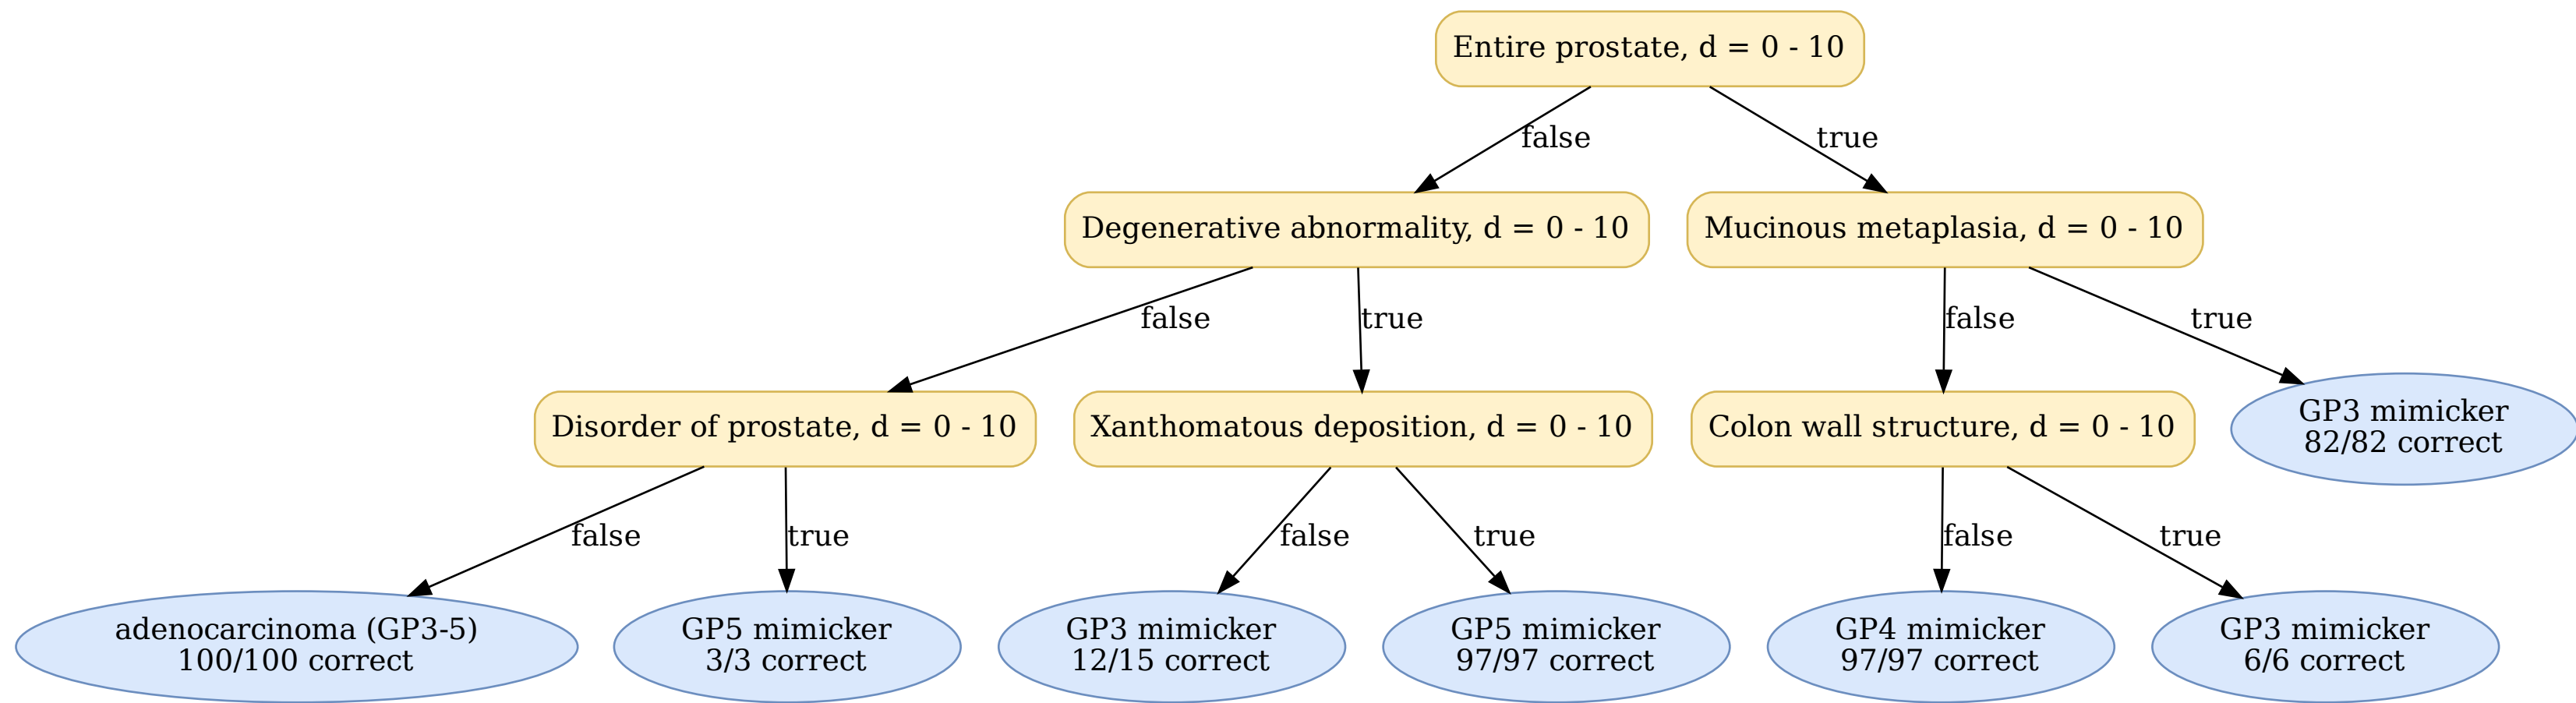 Entire prostate, d = 0 - 10
false
true
Degenerative abnormality, d = 0 - 10
Mucinous metaplasia, d = 0 - 10
false
true
false
true
Disorder of prostate, d = 0 - 10
Xanthomatous deposition, d = 0 - 10
Colon wall structure, d = 0 - 10
GP3 mimicker
82/82 correct
false
true
false
true
false
true
adenocarcinoma (GP3-5)
100/100 correct
GP5 mimicker
3/3 correct
GP3 mimicker
12/15 correct
GP5 mimicker
97/97 correct
GP4 mimicker
97/97 correct
GP3 mimicker
6/6 correct